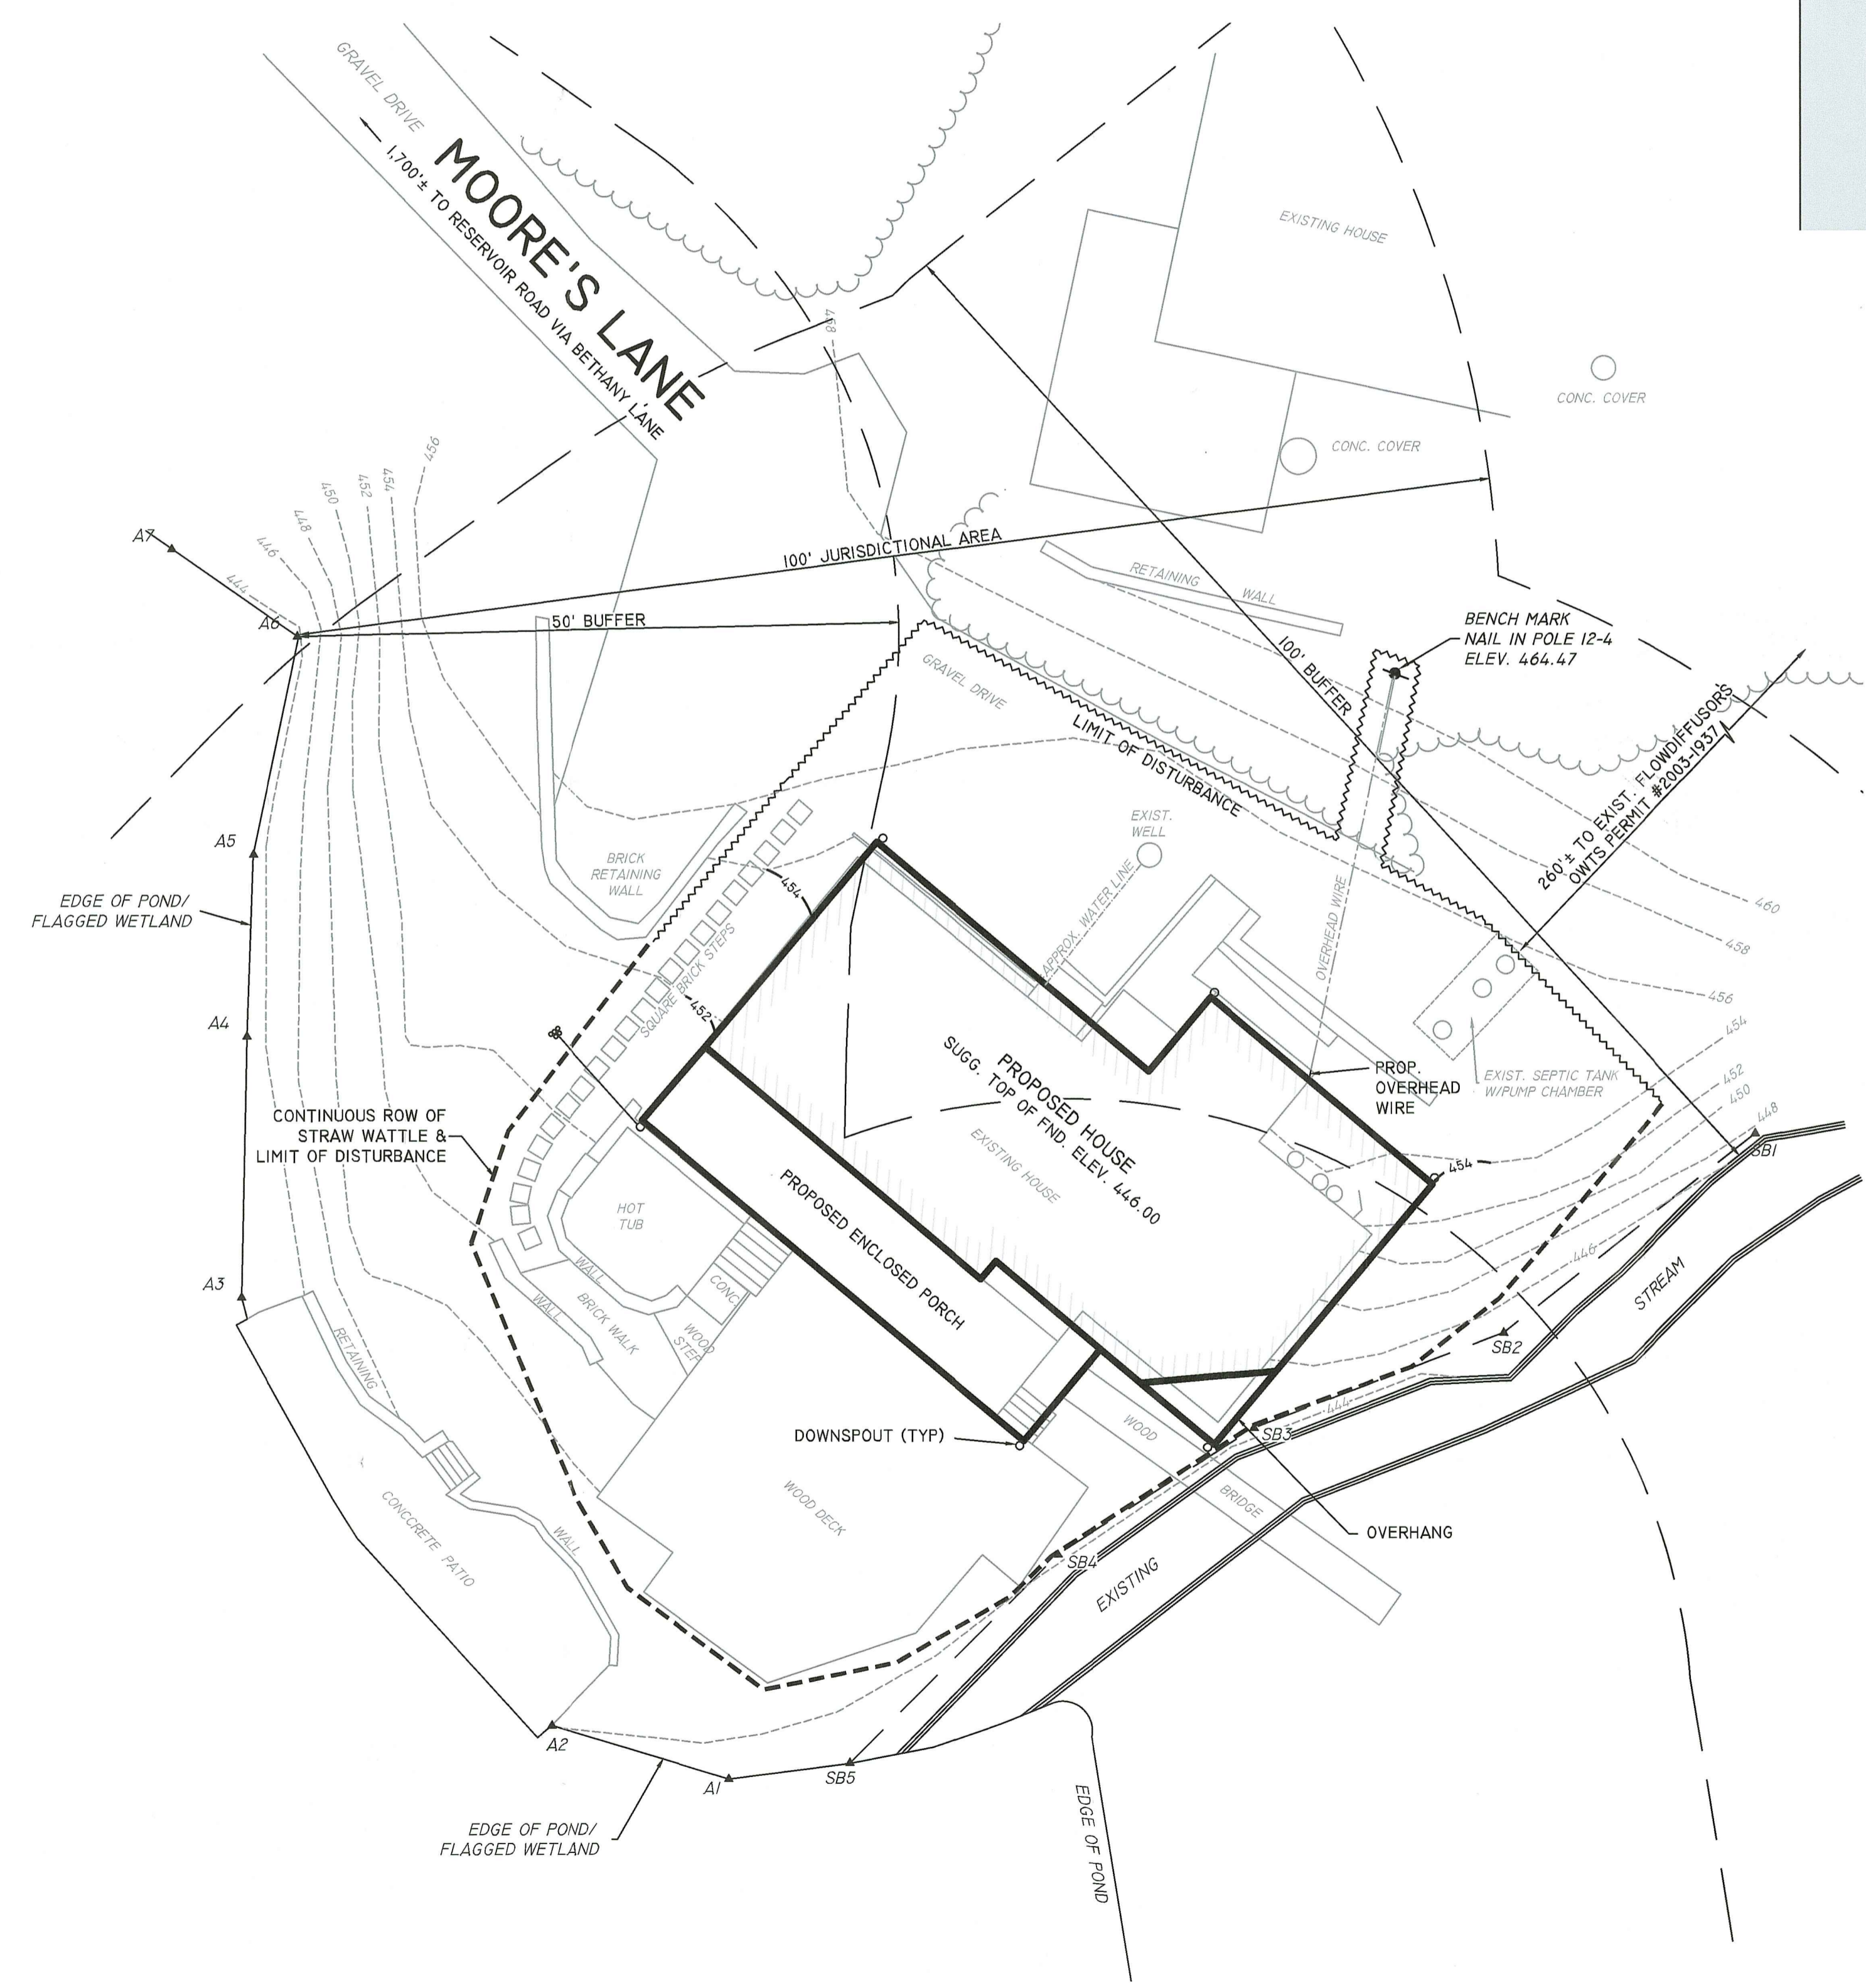 GRAVEL DRIVE
MOORE'S LANE
1,700'± TO RESERVOIR ROAD VIA BETHANY LANE
EXISTING HOUSE
CONC. COVER
CONC. COVER
458
456
454
452
450
448
446
444
A7
A6
100' JURISDICTIONAL AREA
50' BUFFER
RETAINING WALL
BENCH MARK
NAIL IN POLE 12-4
ELEV. 464.47
100' BUFFER
GRAVEL DRIVE
LIMIT OF DISTURBANCE
260'± TO EXIST. FLOWDIFFUSORS
OWTS PERMIT #2003-1937
A5
EXIST.
WELL
BRICK
RETAINING
WALL
454
EDGE OF POND/
FLAGGED WETLAND
SQUARE BRICK STEPS
APPROX. WATER LINE
OVERHEAD WIRE
460
458
456
454
452
450
448
452
A4
PROPOSED HOUSE
SUGG. TOP OF FND. ELEV. 446.00
EXISTING HOUSE
PROP.
OVERHEAD
WIRE
EXIST. SEPTIC TANK
W/PUMP CHAMBER
CONTINUOUS ROW OF
STRAW WATTLE &
LIMIT OF DISTURBANCE
SB1
454
HOT
TUB
PROPOSED ENCLOSED PORCH
446
STREAM
A3
WALL
WALL
BRICK WALK
CONC.
WOOD
STEP
RETAINING
SB2
444
SB3
WOOD
DOWNSPOUT (TYP)
BRIDGE
OVERHANG
WOOD DECK
CONCCRETE PATIO
WALL
SB4
EXISTING
A2
A1
SB5
EDGE OF POND/
FLAGGED WETLAND
EDGE OF POND